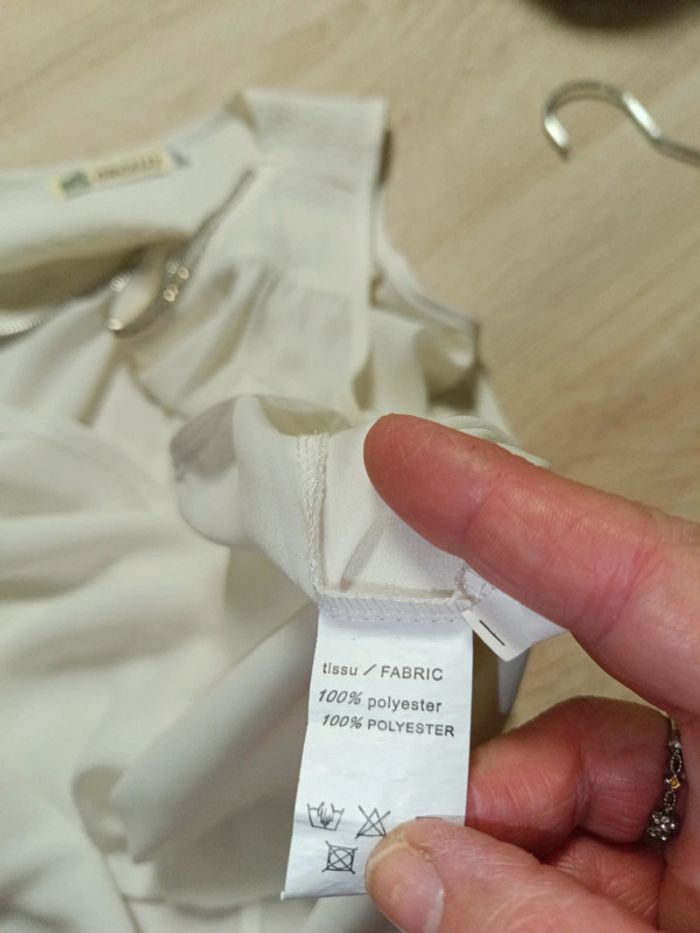 tissu / FABRIC
100% polyester
100% POLYESTER